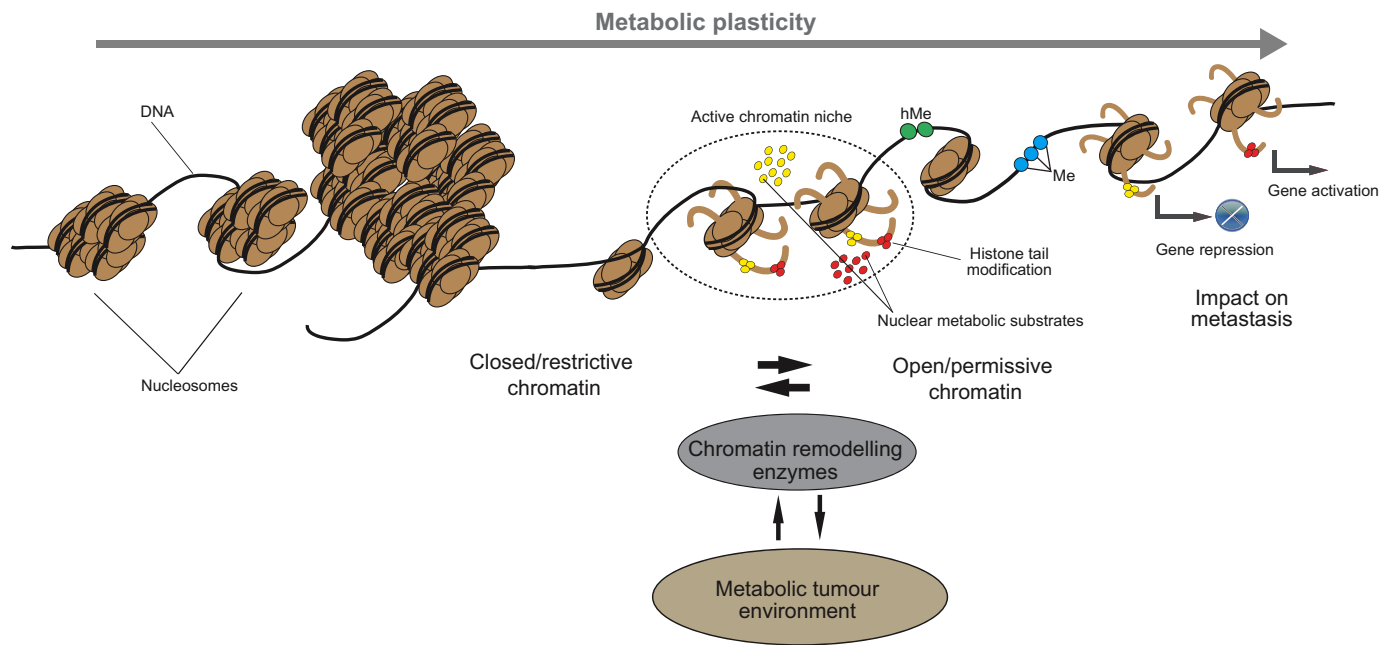 Metabolic plasticity
DNA
Active chromatin niche
hMe
Me
Gene activation
Gene repression
Histone tail
modification
Nuclear metabolic substrates
Impact on
metastasis
Nucleosomes
Closed/restrictive
chromatin
Open/permissive
chromatin
Chromatin remodelling
enzymes
Metabolic tumour
environment